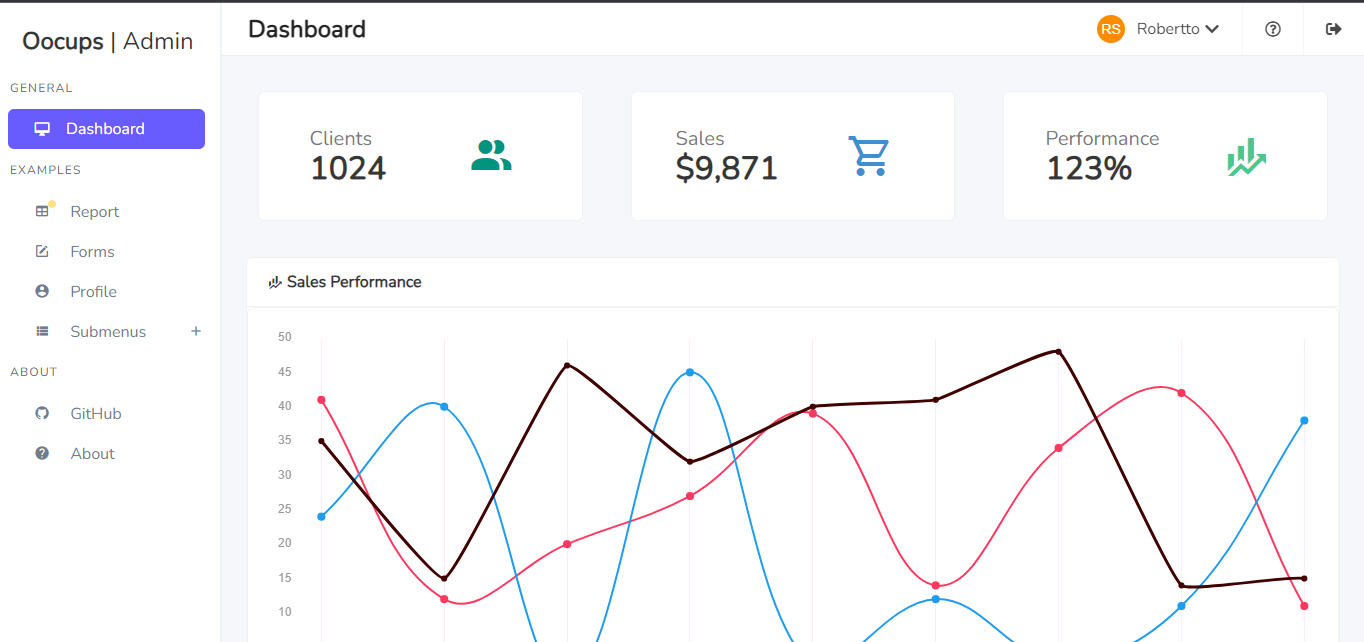 Oocups | Admin
Dashboard
RS Robertto
GENERAL
Dashboard
EXAMPLES
Report
Forms
Profile
Submenus +
ABOUT
GitHub
About
Clients
1024
Sales
$9,871
Performance
123%
Sales Performance
50
45
40
35
30
25
20
15
10